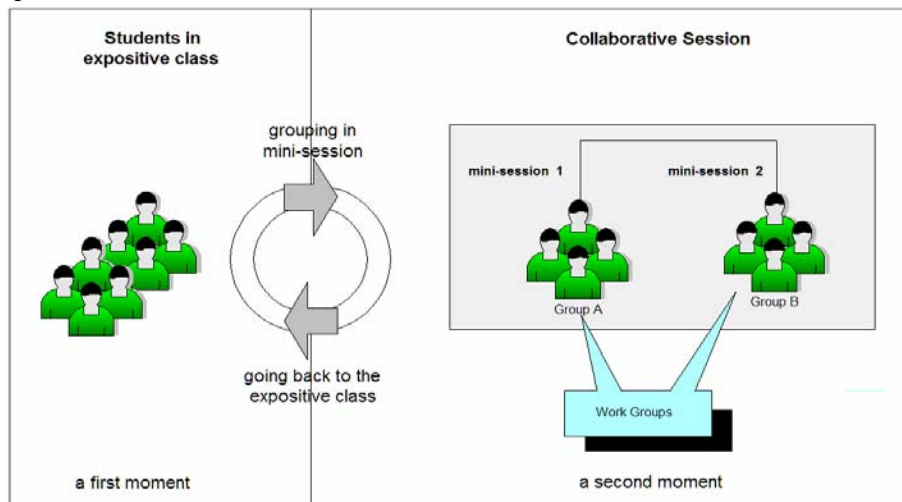 Students in
expositive class
Collaborative Session
grouping in
mini-session
mini-session 1
mini-session 2
Group A
Group B
going back to the
expositive class
Work Groups
a first moment
a second moment